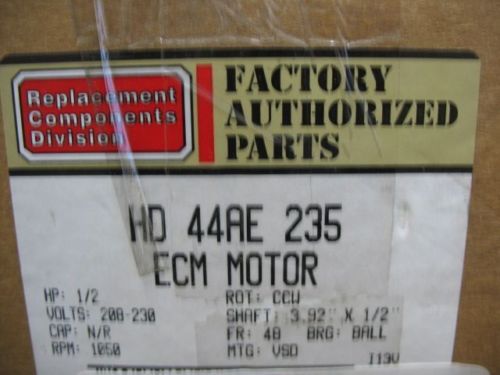 Replacement
Components
Division
FACTORY
AUTHORIZED
PARTS
HD 44AE 235
ECM MOTOR
HP: 1/2
VOLTS: 208-230
CAP: N/R
RPM: 1050
ROT: CCW
SHAFT: 3.92" X 1/2"
FR: 48 BRG: BALL
MTG: VSD
I13V